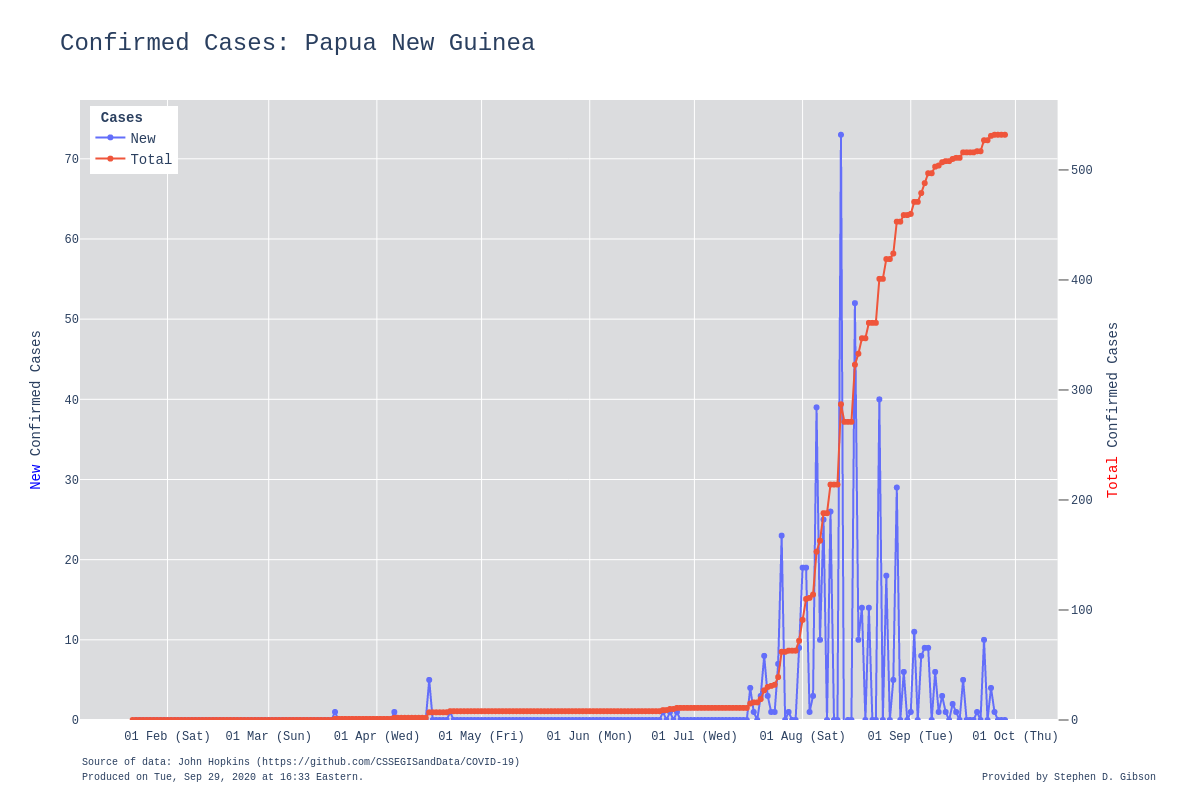 Confirmed Cases: Papua New Guinea
Cases
New
Total
70
60
50
40
30
20
10
0
New Confirmed Cases
500
400
300
200
100
0
Total Confirmed Cases
01 Feb (Sat)
01 Mar (Sun)
01 Apr (Wed)
01 May (Fri)
01 Jun (Mon)
01 Jul (Wed)
01 Aug (Sat)
01 Sep (Tue)
01 Oct (Thu)
Source of data: John Hopkins (https://github.com/CSSEGISandData/COVID-19)
Produced on Tue, Sep 29, 2020 at 16:33 Eastern.
Provided by Stephen D. Gibson